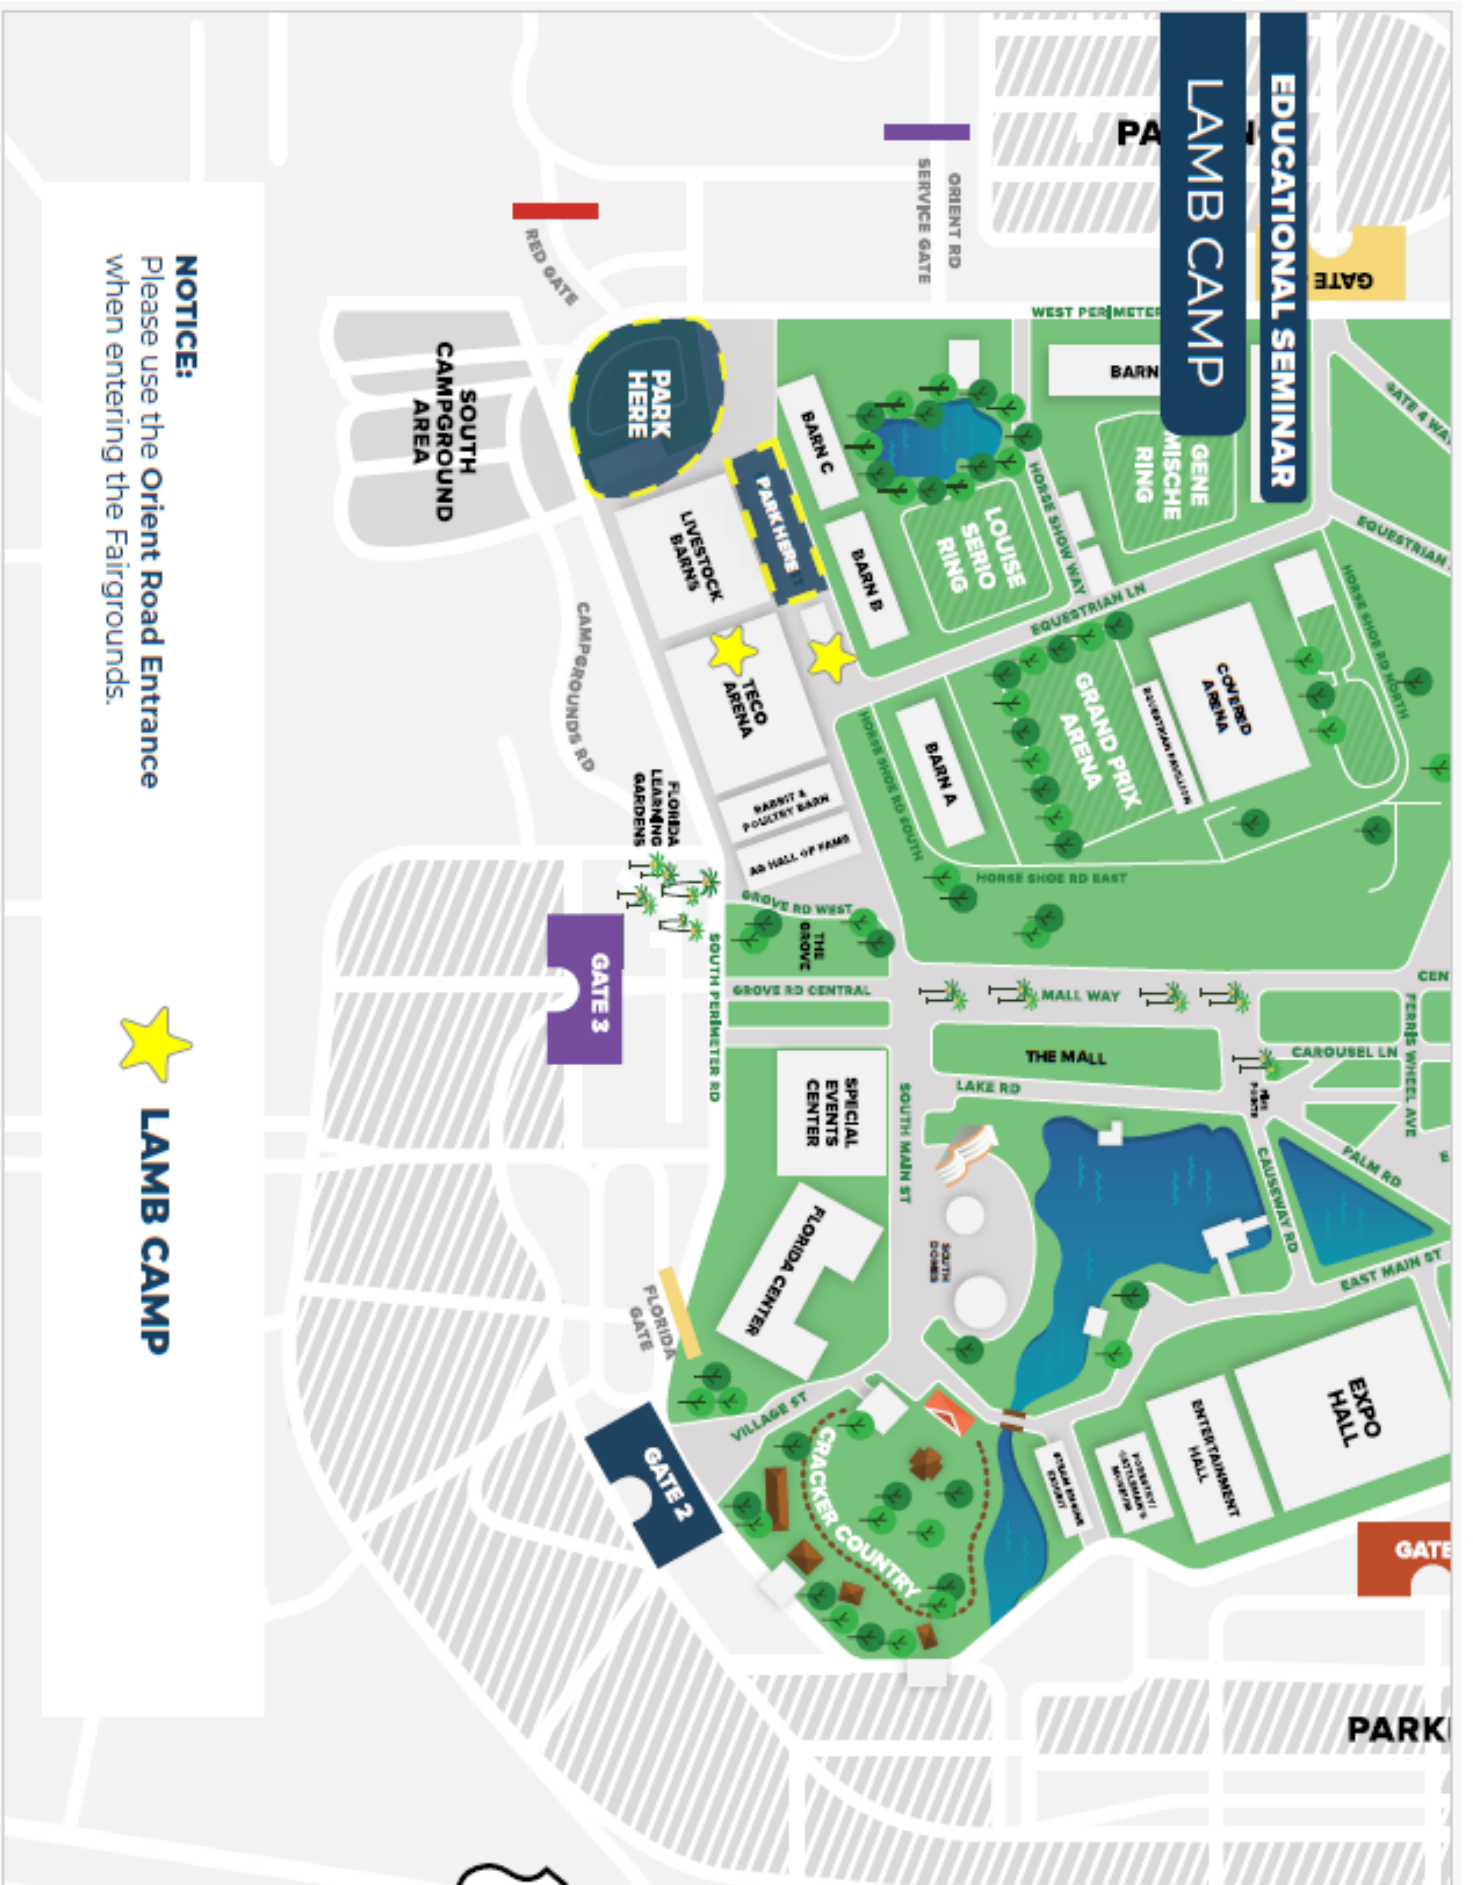 EDUCATIONAL SEMINAR
LAMB CAMP
GATE
WEST PERIMETER
ORIENT RD
SERVICE GATE
RED GATE
BARN
GENE
MISCHE
RING
GATE 4 WAY
EQUESTRIAN
HORSE SHOE RD NORTH
HORSE SHOW WAY
EQUESTRIAN LN
LOUISE
SERIO
RING
BARN C
BARN B
PARK
HERE
PARK HERE
SOUTH
CAMPGROUND
AREA
LIVESTOCK
BARNS
TECO
ARENA
COVERED
ARENA
EQUESTRIAN PAVILION
GRAND PRIX
ARENA
BARN A
HORSE SHOE RD SOUTH
HORSE SHOE RD EAST
RABBIT &
POULTRY BARN
AG HALL OF FAME
CAMPGROUNDS RD
FLORIDA
LEARNING
GARDENS
GROVE RD WEST
THE
GROVE
GROVE RD CENTRAL
SOUTH PERIMETER RD
GATE 3
MALL WAY
CEN
FERRIS WHEEL AVE
CAROUSEL LN
THE MALL
LAKE RD
PALM RD
CAUSEWAY RD
EAST MAIN ST
SPECIAL
EVENTS
CENTER
SOUTH MAIN ST
SOUTH
DOMES
FLORIDA CENTER
FLORIDA
GATE
VILLAGE ST
GATE 2
CRACKER COUNTRY
EXPO
HALL
ENTERTAINMENT
HALL
GATE
PARK
NOTICE:
Please use the Orient Road Entrance
when entering the Fairgrounds.
LAMB CAMP